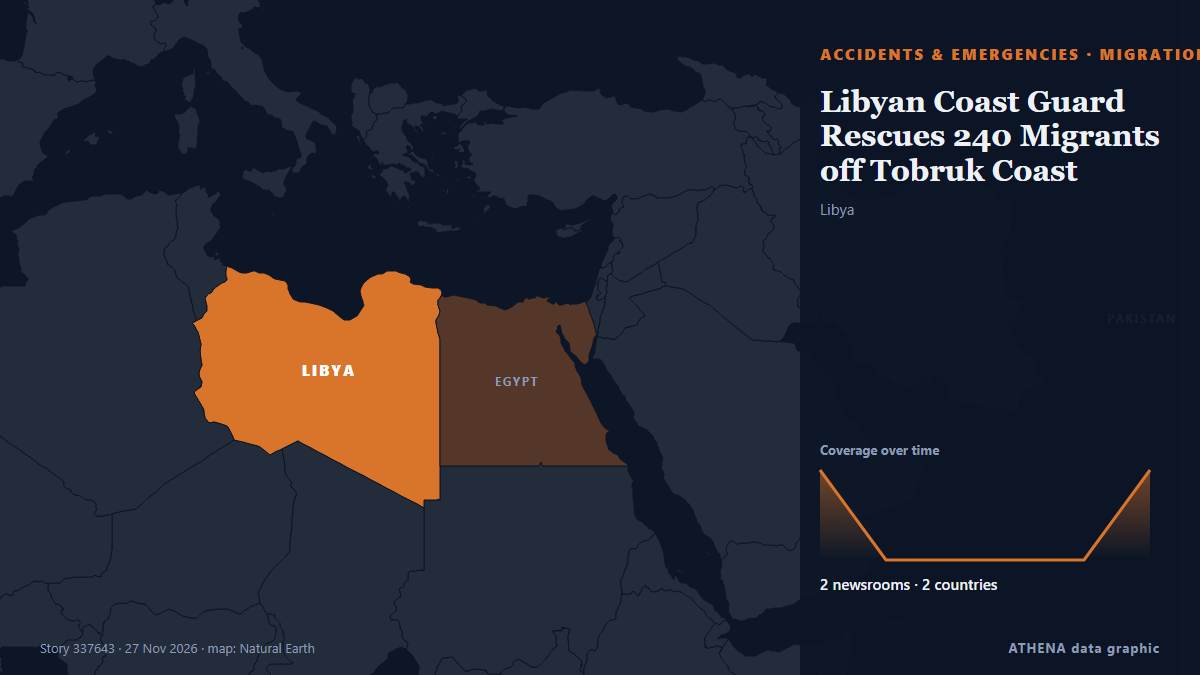 ACCIDENTS & EMERGENCIES · MIGRATION
Libyan Coast Guard
Rescues 240 Migrants
off Tobruk Coast
Libya
PAKISTAN
LIBYA
EGYPT
Coverage over time
2 newsrooms · 2 countries
Story 337643 · 27 Nov 2026 · map: Natural Earth
ATHENA data graphic